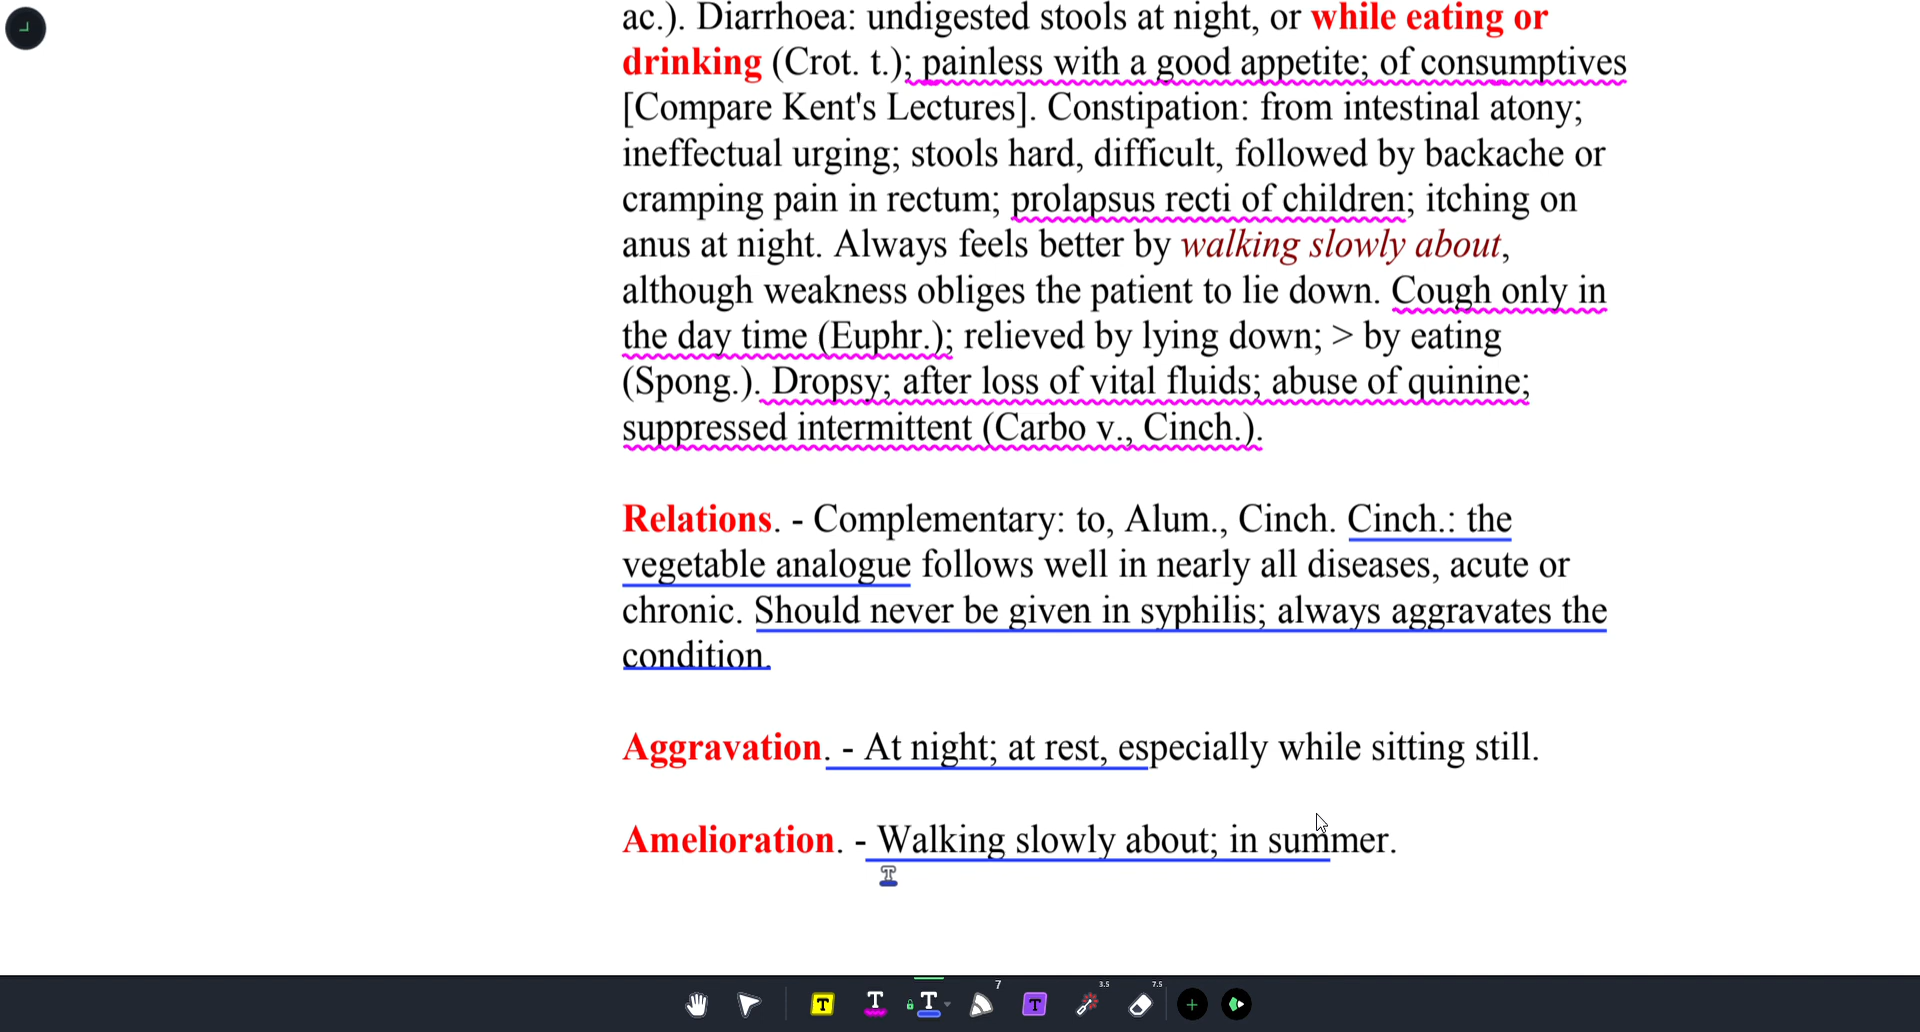 ac.). Diarrhoea: undigested stools at night, or while eating or
drinking (Crot. t.); painless with a good appetite; of consumptives
[Compare Kent's Lectures]. Constipation: from intestinal atony;
ineffectual urging; stools hard, difficult, followed by backache or
cramping pain in rectum; prolapsus recti of children; itching on
anus at night. Always feels better by walking slowly about,
although weakness obliges the patient to lie down. Cough only in
the day time (Euphr.); relieved by lying down; > by eating
(Spong.). Dropsy; after loss of vital fluids; abuse of quinine;
suppressed intermittent (Carbo v., Cinch.).
Relations. - Complementary: to, Alum., Cinch. Cinch.: the
vegetable analogue follows well in nearly all diseases, acute or
chronic. Should never be given in syphilis; always aggravates the
condition.
Aggravation. - At night; at rest, especially while sitting still.
Amelioration. - Walking slowly about; in summer.
T
T T T 7 T 3.5 7.5